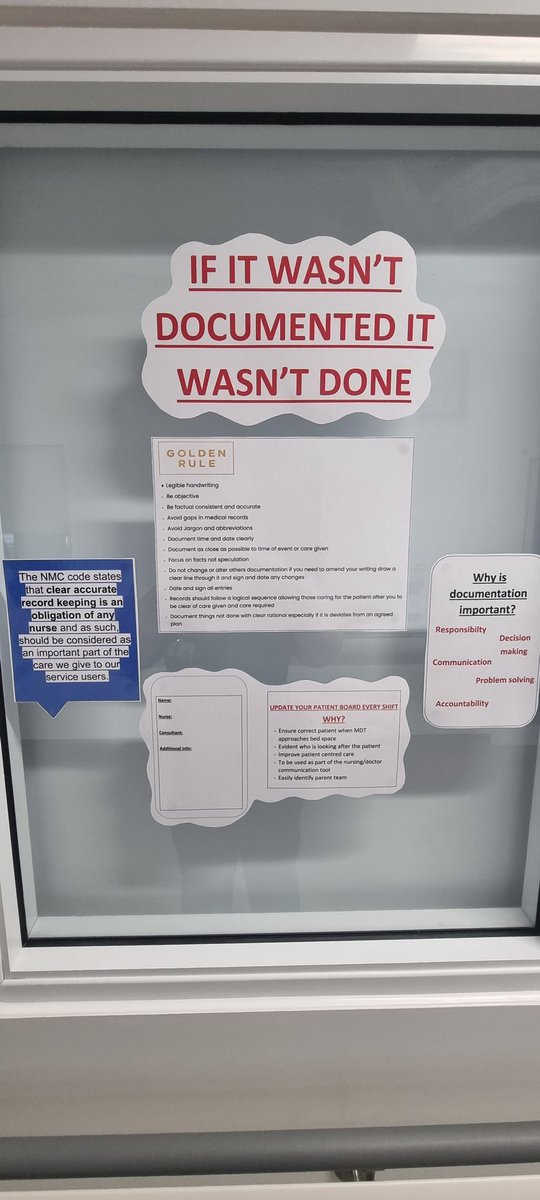 IF IT WASN'T
DOCUMENTED IT
WASN'T DONE
GOLDEN
RULE
• Legible handwriting
• Be objective
• Be factual consistent and accurate
• Avoid gaps in medical records
• Avoid Jargon and abbreviations
• Document time and date clearly
• Document as close as possible to time of event or care given
• Focus on facts not speculation
• Do not change or alter others documentation if you need to amend your writing draw a
clear line through it and sign and date any changes
• Date and sign all entries
• Records should follow a logical sequence allowing those caring for the patient after you to
be clear of care given and care required
• Document things not done with clear rational especially if it is deviates from an agreed
plan
The NMC code states
that clear accurate
record keeping is an
obligation of any
nurse and as such,
should be considered as
an important part of the
care we give to our
service users.
Why is
documentation
important?
Responsibilty
Decision
making
Communication
Problem solving
Accountability
Name:
Nurse:
Consultant:
Additional info:
UPDATE YOUR PATIENT BOARD EVERY SHIFT
WHY?
- Ensure correct patient when MDT
approaches bed space
- Evident who is looking after the patient
- Improve patient centred care
- To be used as part of the nursing/doctor
communication tool
- Easily identify parent team